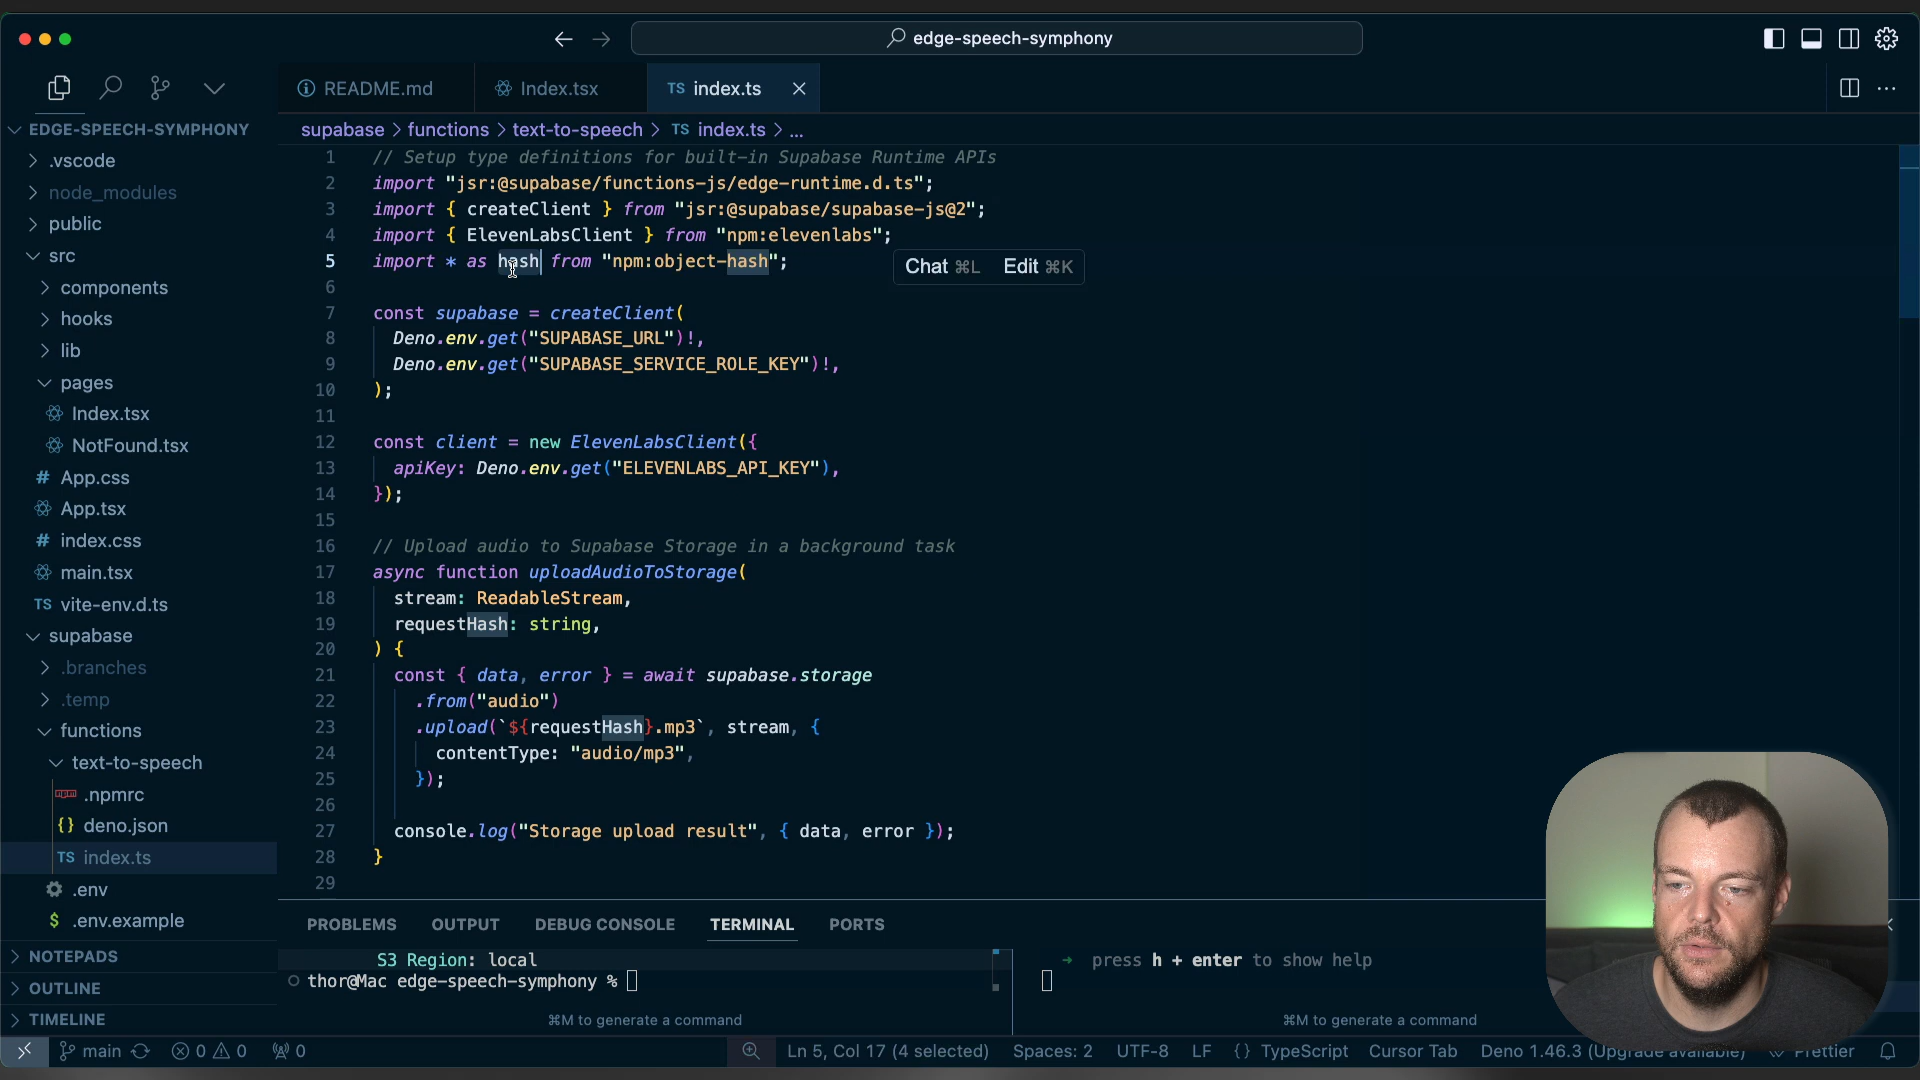 edge-speech-symphony
README.md
Index.tsx
TS index.ts
EDGE-SPEECH-SYMPHONY
.vscode
node_modules
public
src
components
hooks
lib
pages
Index.tsx
NotFound.tsx
# App.css
App.tsx
# index.css
main.tsx
TS vite-env.d.ts
supabase
.branches
.temp
functions
text-to-speech
.npmrc
{} deno.json
TS index.ts
.env
$ .env.example
NOTEPADS
OUTLINE
TIMELINE
supabase > functions > text-to-speech > TS index.ts > ...
1 // Setup type definitions for built-in Supabase Runtime APIs
2 import "jsr:@supabase/functions-js/edge-runtime.d.ts";
3 import { createClient } from "jsr:@supabase/supabase-js@2";
4 import { ElevenLabsClient } from "npm:elevenlabs";
5 import * as hash from "npm:object-hash";
Chat ⌘L Edit ⌘K
6
7 const supabase = createClient(
8 Deno.env.get("SUPABASE_URL")!,
9 Deno.env.get("SUPABASE_SERVICE_ROLE_KEY")!,
10 );
11
12 const client = new ElevenLabsClient({
13 apiKey: Deno.env.get("ELEVENLABS_API_KEY"),
14 });
15
16 // Upload audio to Supabase Storage in a background task
17 async function uploadAudioToStorage(
18 stream: ReadableStream,
19 requestHash: string,
20 ) {
21 const { data, error } = await supabase.storage
22 .from("audio")
23 .upload(`${requestHash}.mp3`, stream, {
24 contentType: "audio/mp3",
25 });
26
27 console.log("Storage upload result", { data, error });
28 }
29
PROBLEMS OUTPUT DEBUG CONSOLE TERMINAL PORTS
S3 Region: local
thor@Mac edge-speech-symphony %
⌘M to generate a command
➜ press h + enter to show help
⌘M to generate a command
main
0 0
0
Ln 5, Col 17 (4 selected)
Spaces: 2
UTF-8
LF
{} TypeScript
Cursor Tab
Deno 1.46.3 (Upgrade available)
Prettier